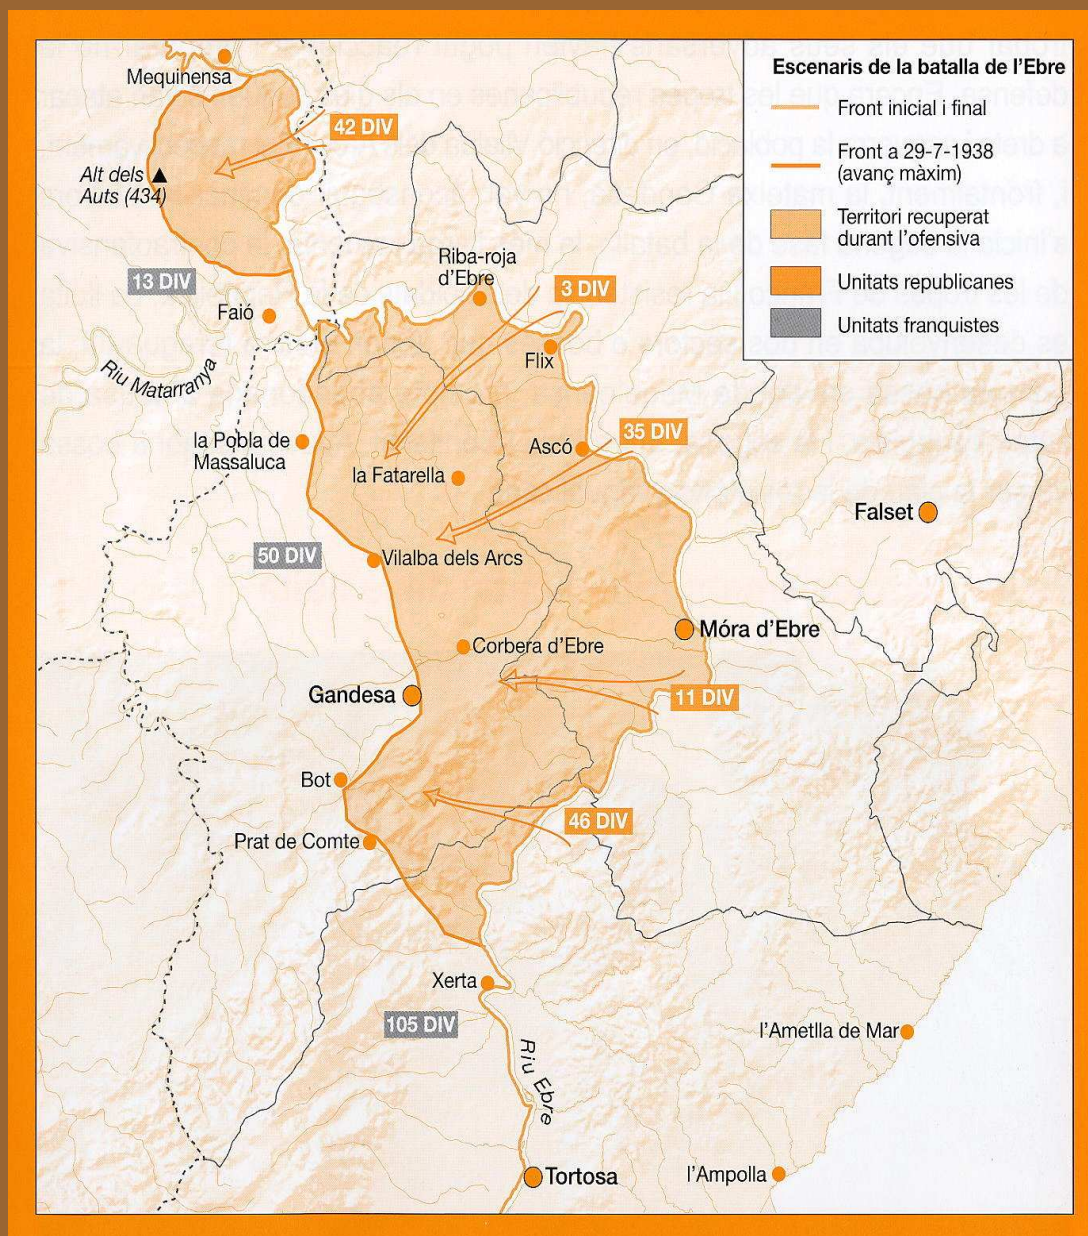 Escenaris de la batalla de l'Ebre
Front inicial i final
Front a 29-7-1938
(avanç màxim)
Territori recuperat
durant l'ofensiva
Unitats republicanes
Unitats franquistes
Mequinensa
42 DIV
Alt dels
Auts (434)
13 DIV
Faió
Riu Matarranya
Riba-roja
d'Ebre
3 DIV
Flix
la Pobla de
Massaluca
Ascó
35 DIV
la Fatarella
Falset
50 DIV
Vilalba dels Arcs
Móra d'Ebre
Corbera d'Ebre
Gandesa
11 DIV
Bot
46 DIV
Prat de Comte
Xerta
105 DIV
l'Ametlla de Mar
Riu Ebre
Tortosa
l'Ampolla